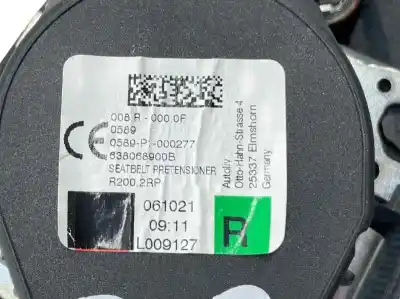 008 R - 000.0F
0589
0589-P1-000277
638068900B
SEATBELT PRETENSIONER
R200.2RP
CE
Autoliv
Otto-Hahn-Strasse 4
25337 Elmshorn
Germany
061021
09:11
L009127
R